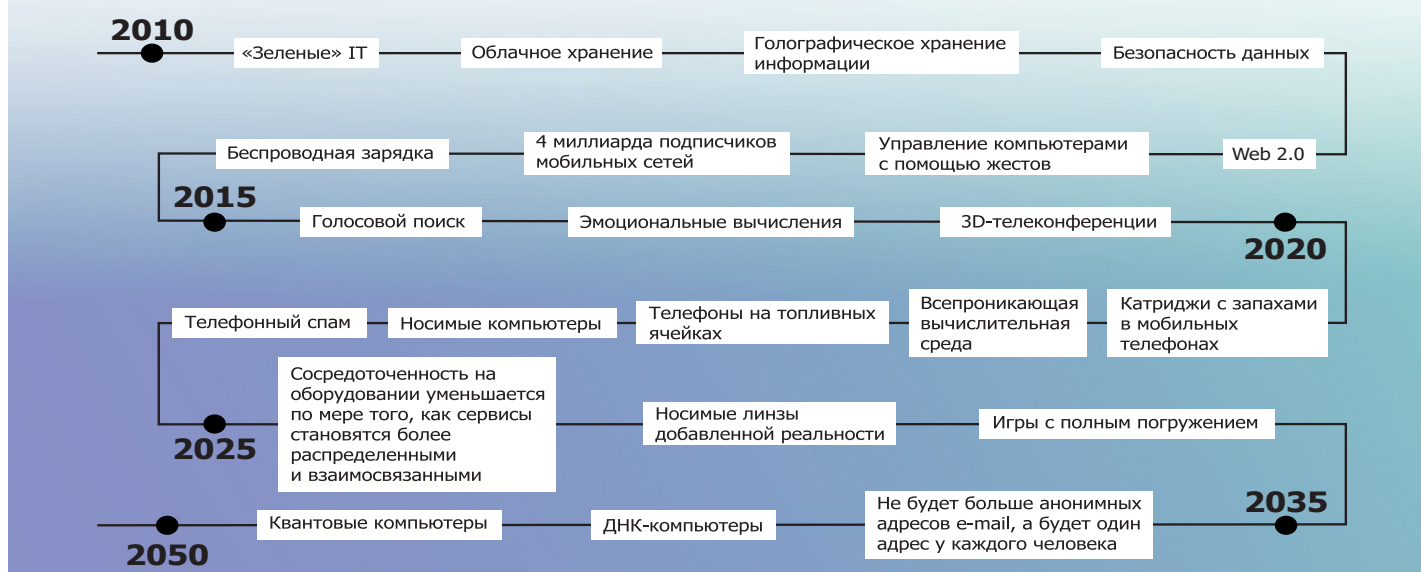 2010
«Зеленые» IT
Облачное хранение
Голографическое хранение
информации
Безопасность данных
Web 2.0
Управление компьютерами
с помощью жестов
4 миллиарда подписчиков
мобильных сетей
Беспроводная зарядка
2015
Голосовой поиск
Эмоциональные вычисления
3D-телеконференции
2020
Катриджи с запахами
в мобильных
телефонах
Всепроникающая
вычислительная
среда
Телефоны на топливных
ячейках
Носимые компьютеры
Телефонный спам
2025
Сосредоточенность на
оборудовании уменьшается
по мере того, как сервисы
становятся более
распределенными
и взаимосвязанными
Носимые линзы
добавленной реальности
Игры с полным погружением
2035
Не будет больше анонимных
адресов e-mail, а будет один
адрес у каждого человека
ДНК-компьютеры
Квантовые компьютеры
2050